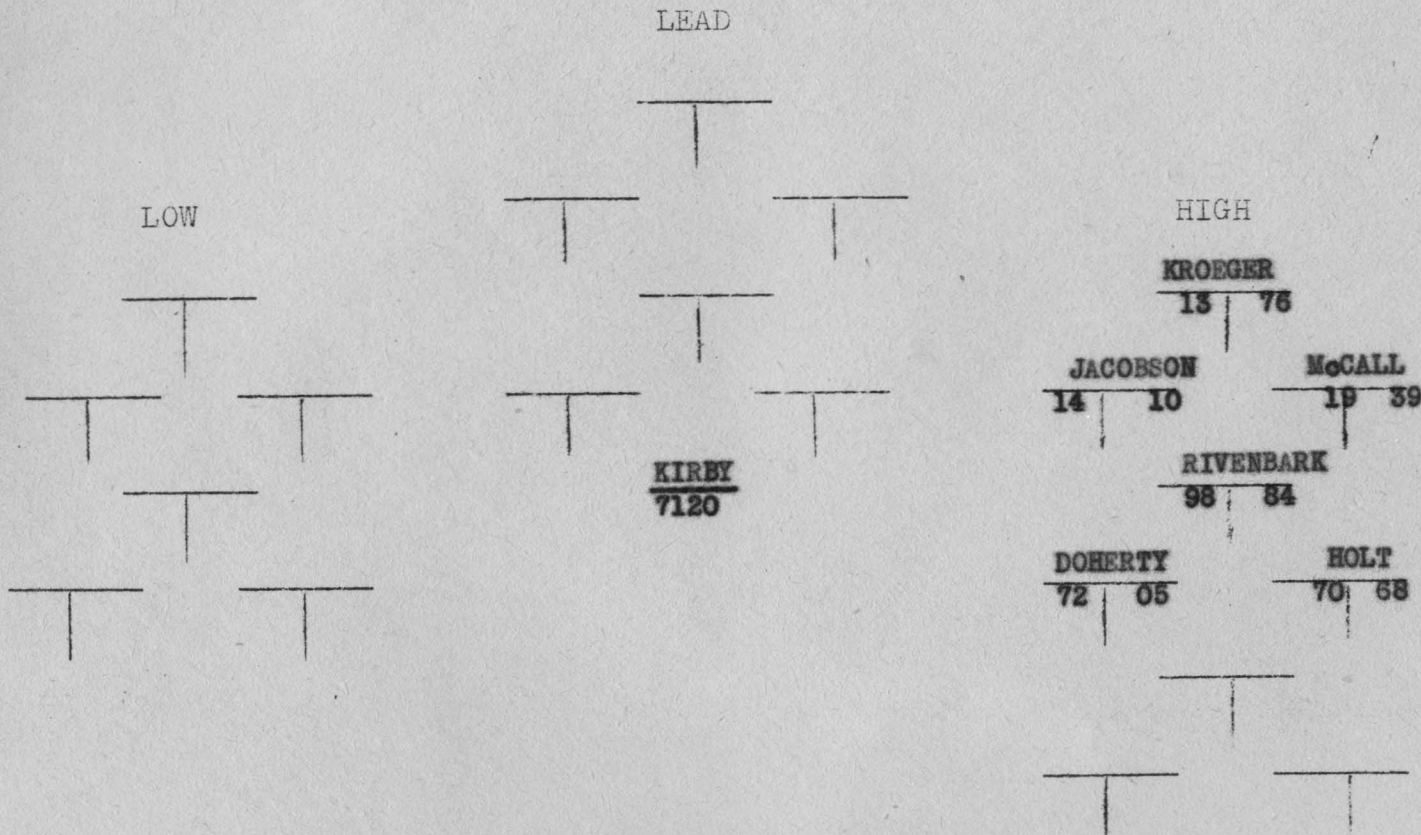 LEAD
LOW
HIGH
KROEGER
13 76
JACOBSON
14 10
McCALL
19 39
RIVENBARK
98 84
KIRBY
7120
DOHERTY
72 05
HOLT
70 68